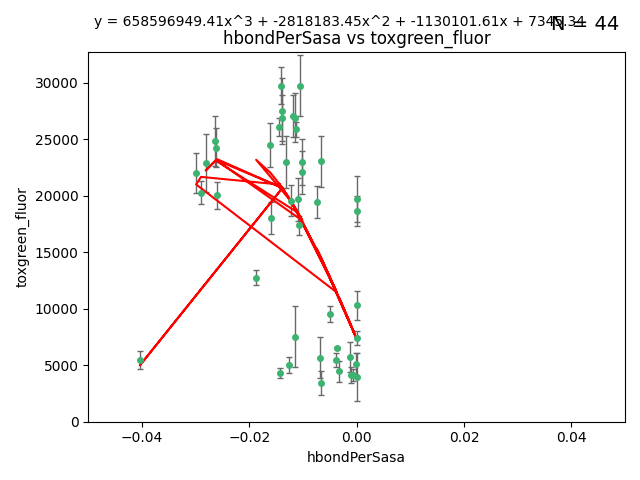 y = 658596949.41x^3 + -2818183.45x^2 + -1130101.61x + 7345.34
N = 44
hbondPerSasa vs toxgreen_fluor
30000
25000
20000
15000
10000
5000
0
toxgreen_fluor
−0.04
−0.02
0.00
0.02
0.04
hbondPerSasa